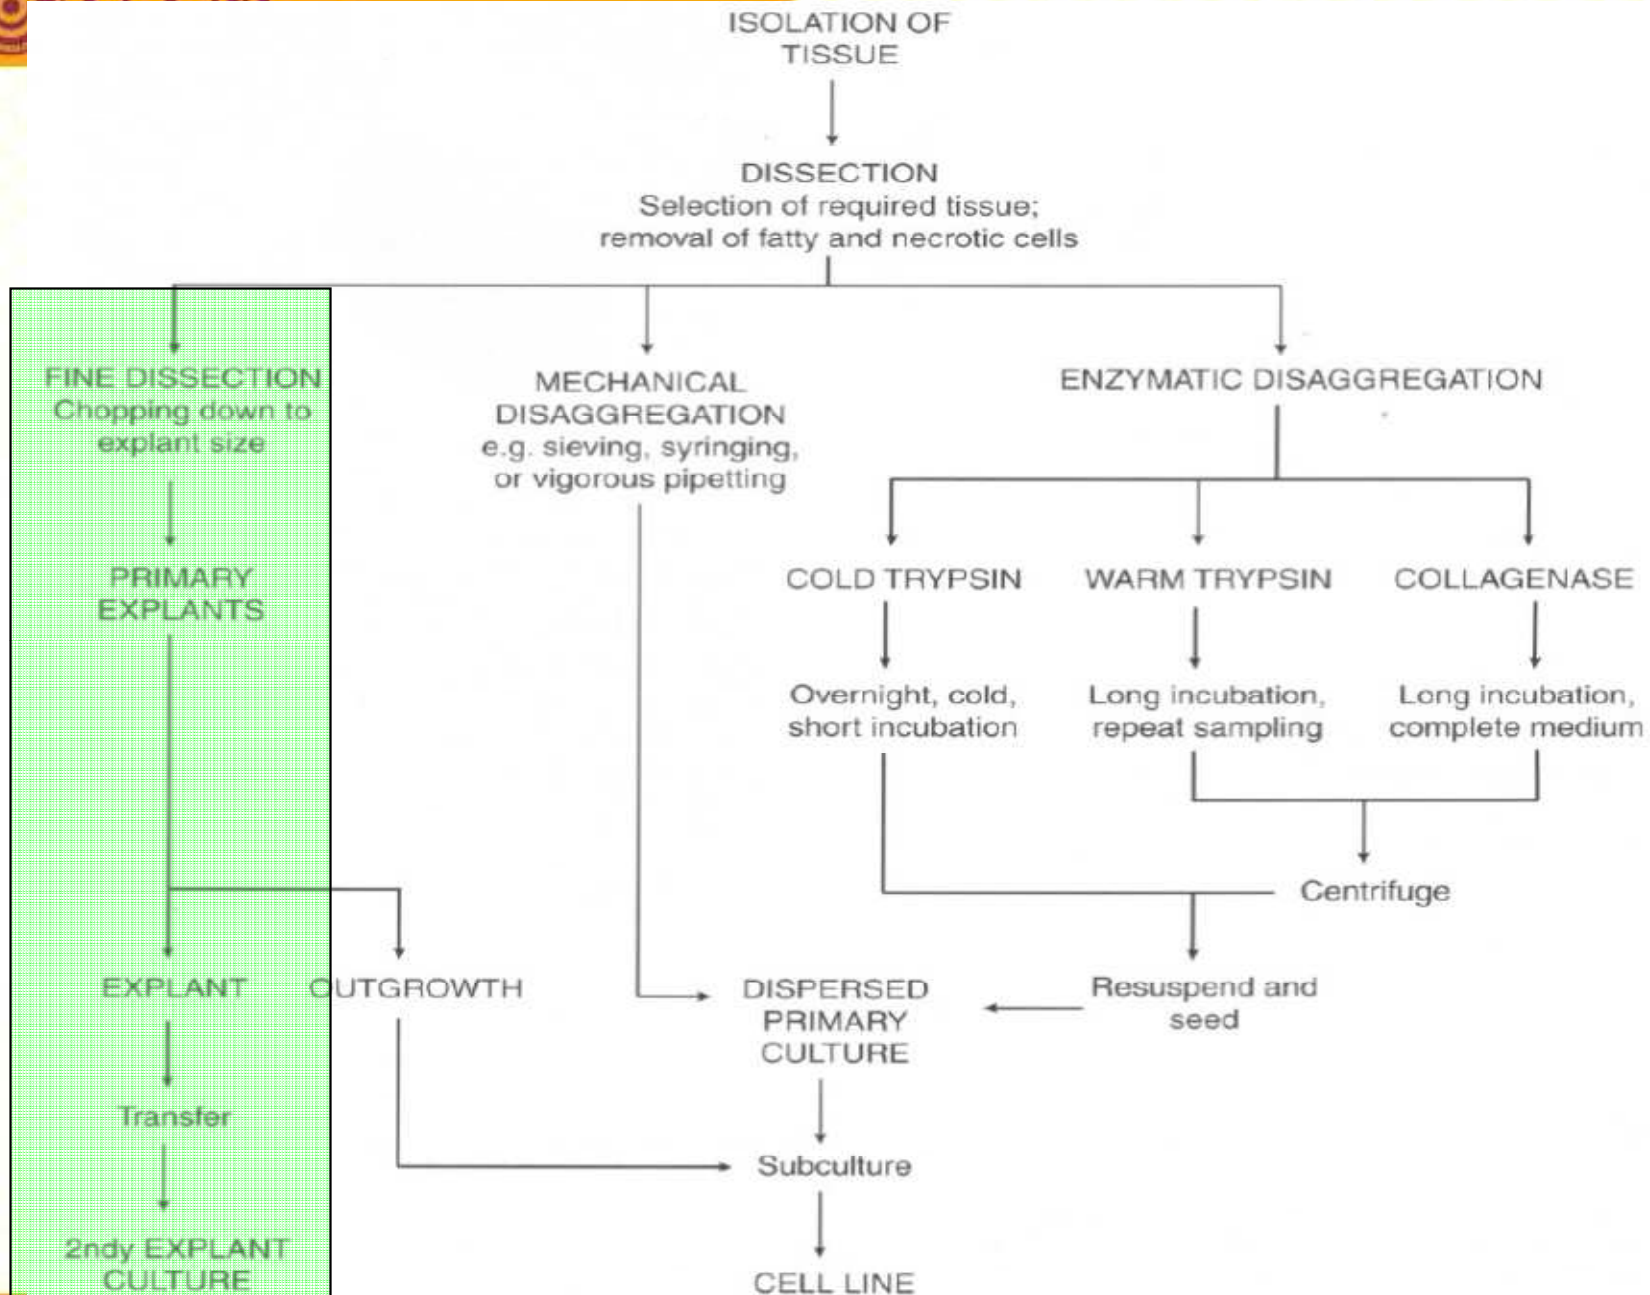 ISOLATION OF
TISSUE
DISSECTION
Selection of required tissue;
removal of fatty and necrotic cells
FINE DISSECTION
Chopping down to
explant size
MECHANICAL
DISAGGREGATION
e.g. sieving, syringing,
or vigorous pipetting
ENZYMATIC DISAGGREGATION
PRIMARY
EXPLANTS
COLD TRYPSIN
WARM TRYPSIN
COLLAGENASE
Overnight, cold,
short incubation
Long incubation,
repeat sampling
Long incubation,
complete medium
Centrifuge
EXPLANT
OUTGROWTH
DISPERSED
PRIMARY
CULTURE
Resuspend and
seed
Transfer
Subculture
2ndy EXPLANT
CULTURE
CELL LINE